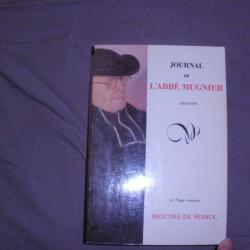 JOURNAL
DE
L'ABBÉ MUGNIER
MERCURE DE FRANCE